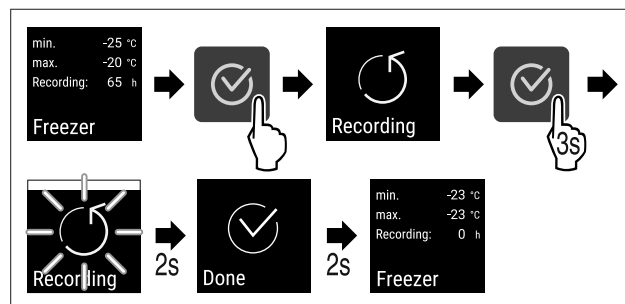 min. -25 °C
max. -20 °C
Recording: 65 h
Freezer
Recording
3s
Recording
2s
Done
2s
min. -23 °C
max. -23 °C
Recording: 0 h
Freezer